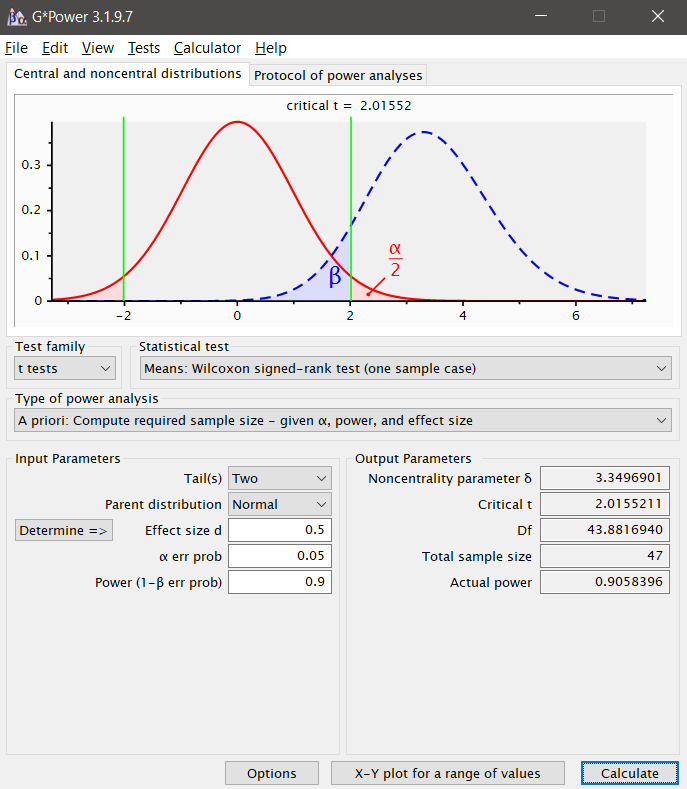 G*Power 3.1.9.7
File Edit View Tests Calculator Help
Central and noncentral distributions Protocol of power analyses
critical t = 2.01552
0.3
0.2
0.1
0
β
α
2
-2 0 2 4 6
Test family Statistical test
t tests Means: Wilcoxon signed-rank test (one sample case)
Type of power analysis
A priori: Compute required sample size - given α, power, and effect size
Input Parameters Output Parameters
Tail(s) Two Noncentrality parameter δ 3.3496901
Parent distribution Normal Critical t 2.0155211
Determine => Effect size d 0.5 Df 43.8816940
α err prob 0.05 Total sample size 47
Power (1-β err prob) 0.9 Actual power 0.9058396
Options X-Y plot for a range of values Calculate